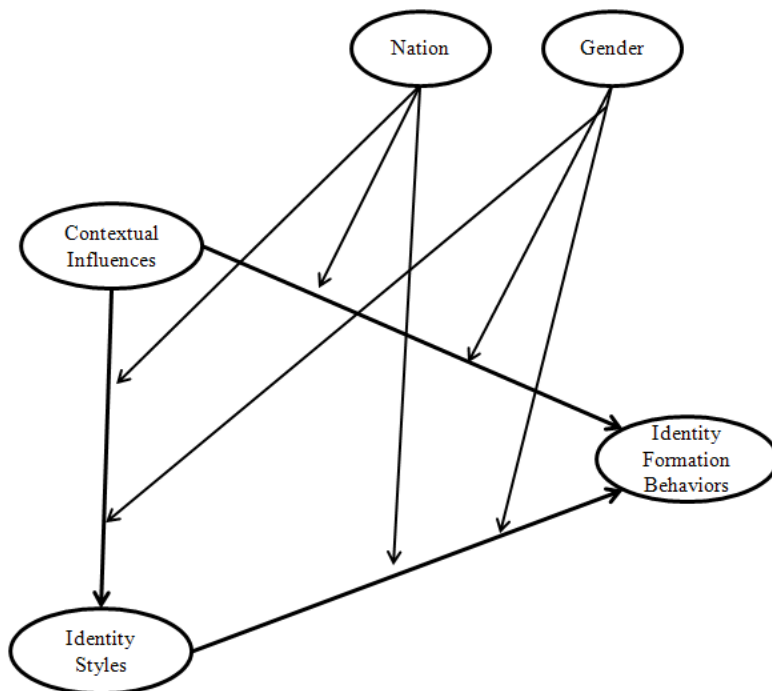 Nation
Gender
Contextual
Influences
Identity
Formation
Behaviors
Identity
Styles